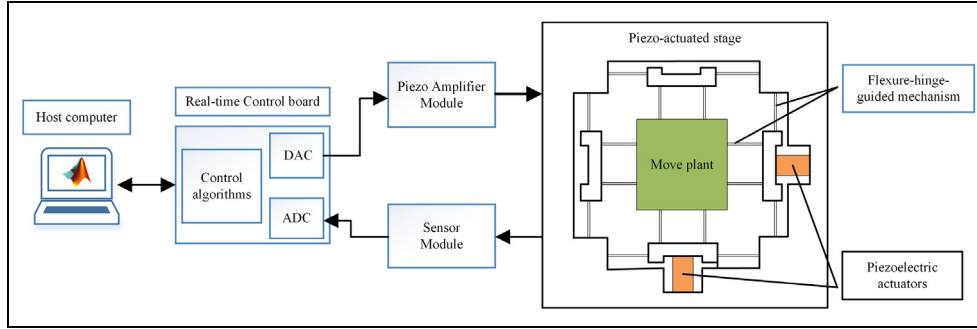 Host computer
Real-time Control board
Control
algorithms
DAC
ADC
Piezo Amplifier
Module
Sensor
Module
Piezo-actuated stage
Move plant
Flexure-hinge-
guided mechanism
Piezoelectric
actuators